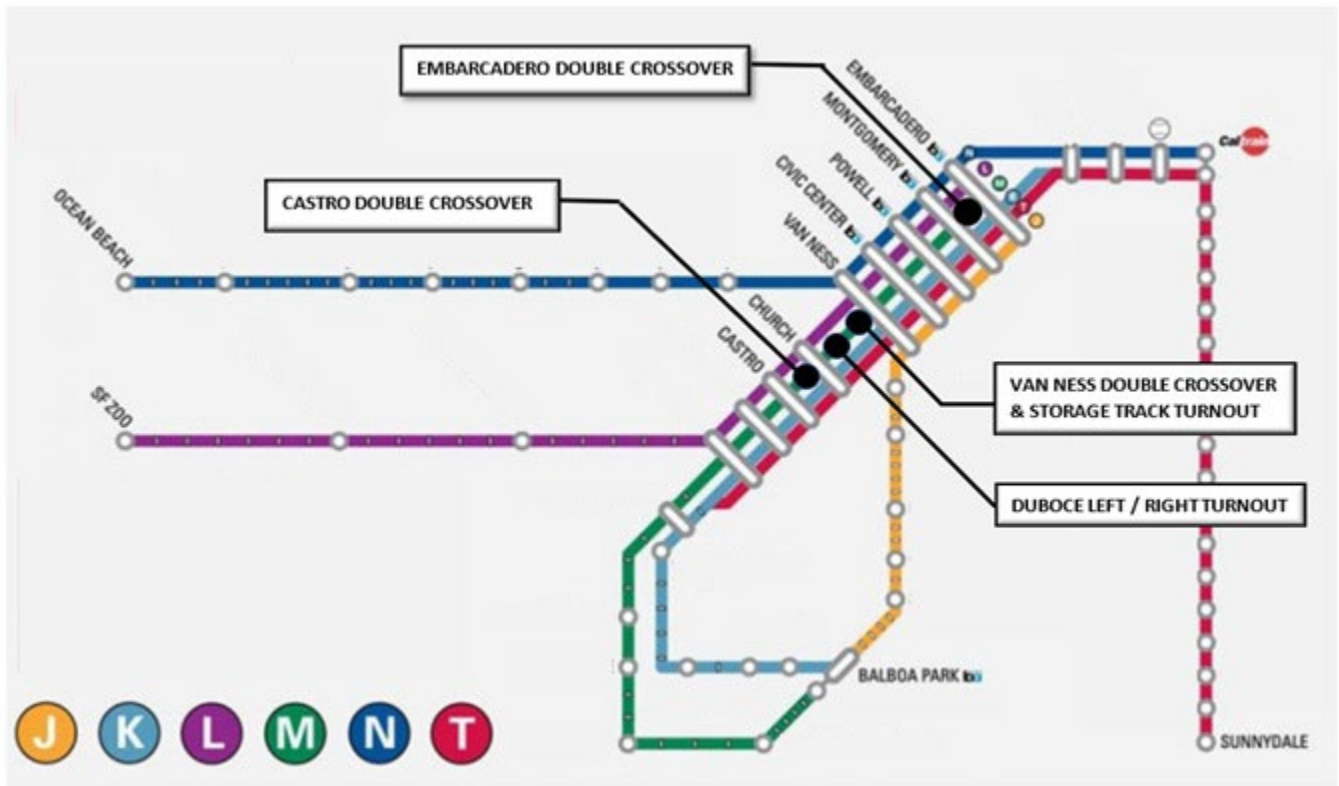 EMBARCADERO DOUBLE CROSSOVER
EMBARCADERO
MONTGOMERY
POWELL
CIVIC CENTER
VAN NESS
CHURCH
CASTRO
CASTRO DOUBLE CROSSOVER
OCEAN BEACH
SF ZOO
N
L
M
T
J
Caltrain
VAN NESS DOUBLE CROSSOVER
& STORAGE TRACK TURNOUT
DUBOCE LEFT / RIGHT TURNOUT
BALBOA PARK
SUNNYDALE
J K L M N T